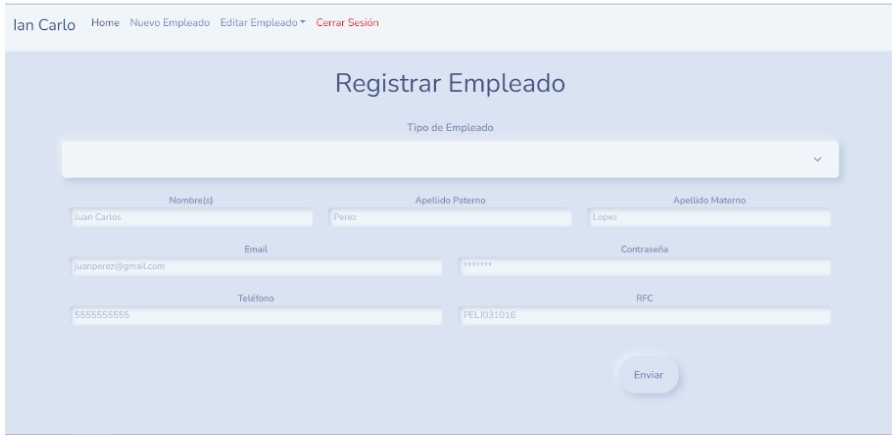 Ian Carlo Home Nuevo Empleado Editar Empleado Cerrar Sesión
Registrar Empleado
Tipo de Empleado
Nombre(s) Apellido Paterno Apellido Materno
Juan Carlos Perez Lopez
Email Contraseña
juanperez@gmail.com *******
Teléfono RFC
5555555555 PELJ031016
Enviar